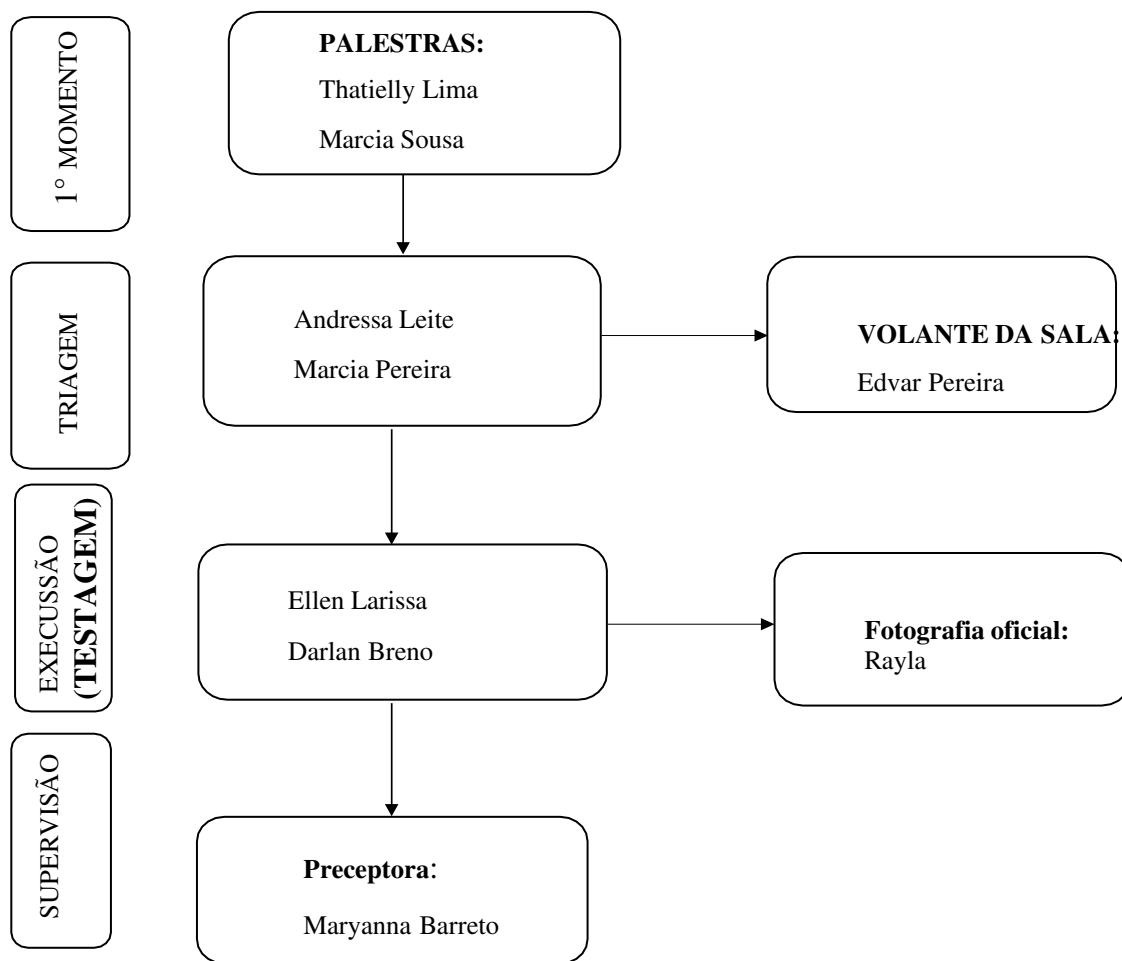 1° MOMENTO
PALESTRAS:
Thatielly Lima
Marcia Sousa
TRIAGEM
Andressa Leite
Marcia Pereira
VOLANTE DA SALA:
Edvar Pereira
EXECUSSÃO
(TESTAGEM)
Ellen Larissa
Darlan Breno
Fotografia oficial:
Rayla
SUPERVISÃO
Preceptora:
Maryanna Barreto